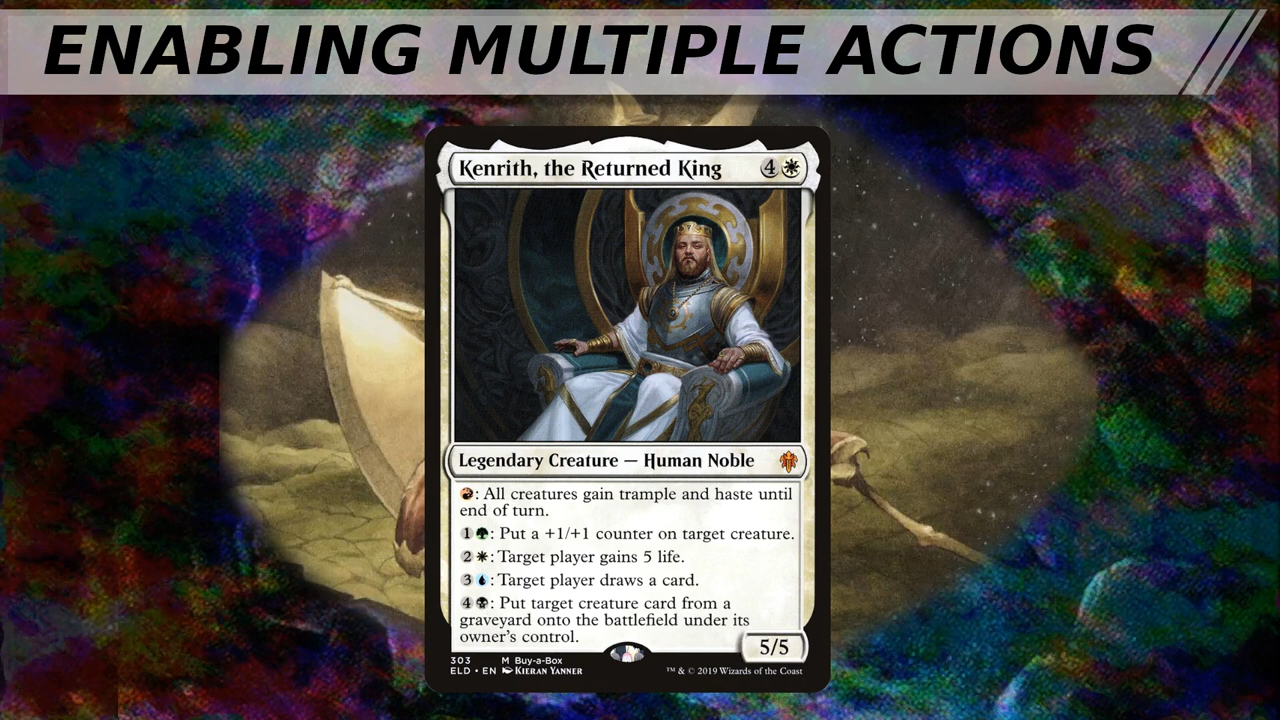 ENABLING MULTIPLE ACTIONS
Kenrith, the Returned King 4
Legendary Creature — Human Noble
: All creatures gain trample and haste until
end of turn.
1 : Put a +1/+1 counter on target creature.
2 : Target player gains 5 life.
3 : Target player draws a card.
4 : Put target creature card from a
graveyard onto the battlefield under its
owner's control.
5/5
303 M Buy-a-Box
ELD • EN KIERAN YANNER
™ & © 2019 Wizards of the Coast